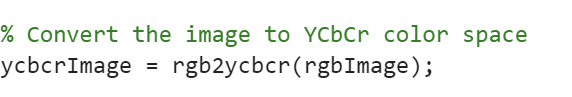 % Convert the image to YCbCr color space
ycbcrImage = rgb2ycbcr(rgbImage);